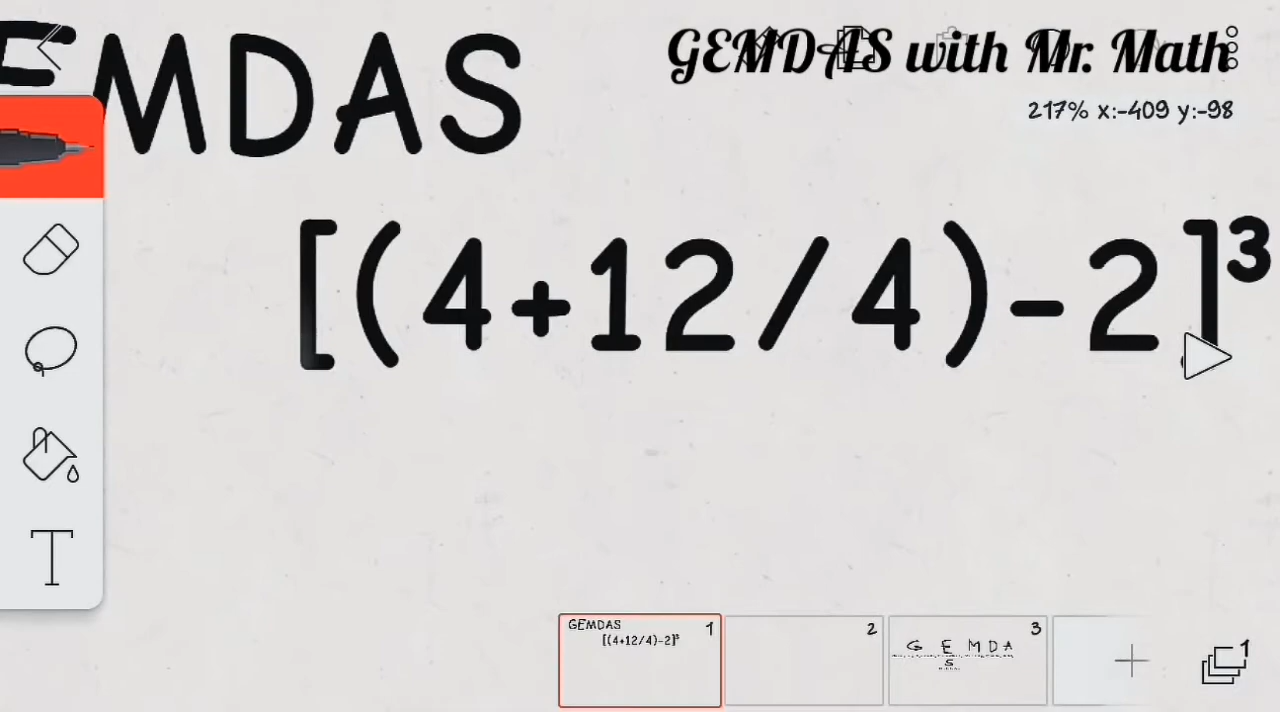 EMDAS
GEMDAS with Mr. Math
217% x:-409 y:-98
[(4+12/4)-2]³
T
GEMDAS 1
[(4+12/4)-2]³
2
G E M D A 3
S
1